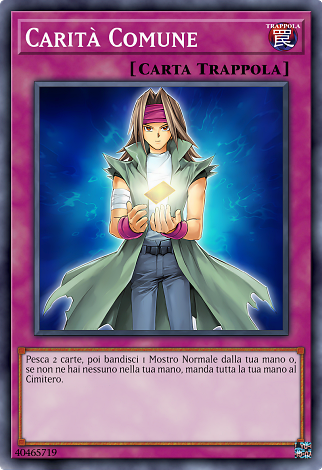 Carità Comune
TRAPPOLA
罠
[Carta Trappola]
Pesca 2 carte, poi bandisci 1 Mostro Normale dalla tua mano o,
se non ne hai nessuno nella tua mano, manda tutta la tua mano al
Cimitero.
40465719